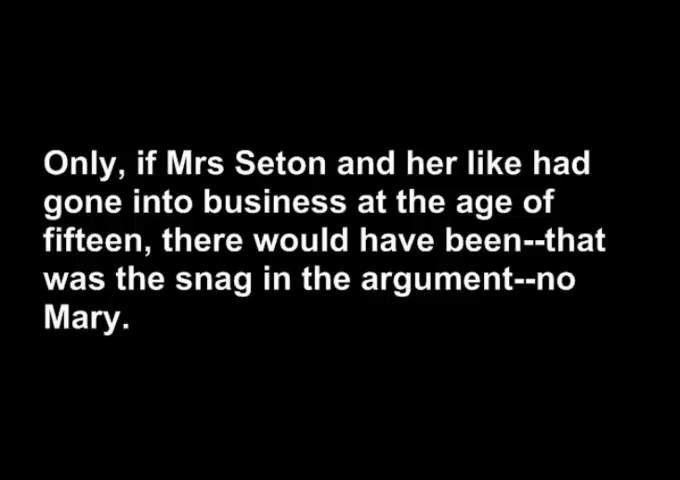 Only, if Mrs Seton and her like had
gone into business at the age of
fifteen, there would have been--that
was the snag in the argument--no
Mary.